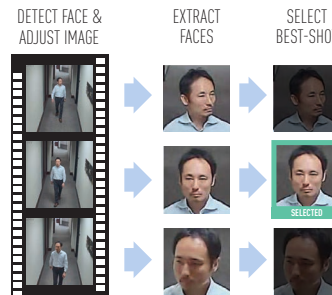 DETECT FACE &
ADJUST IMAGE
EXTRACT
FACES
SELECT
BEST-SHO
SELECTED